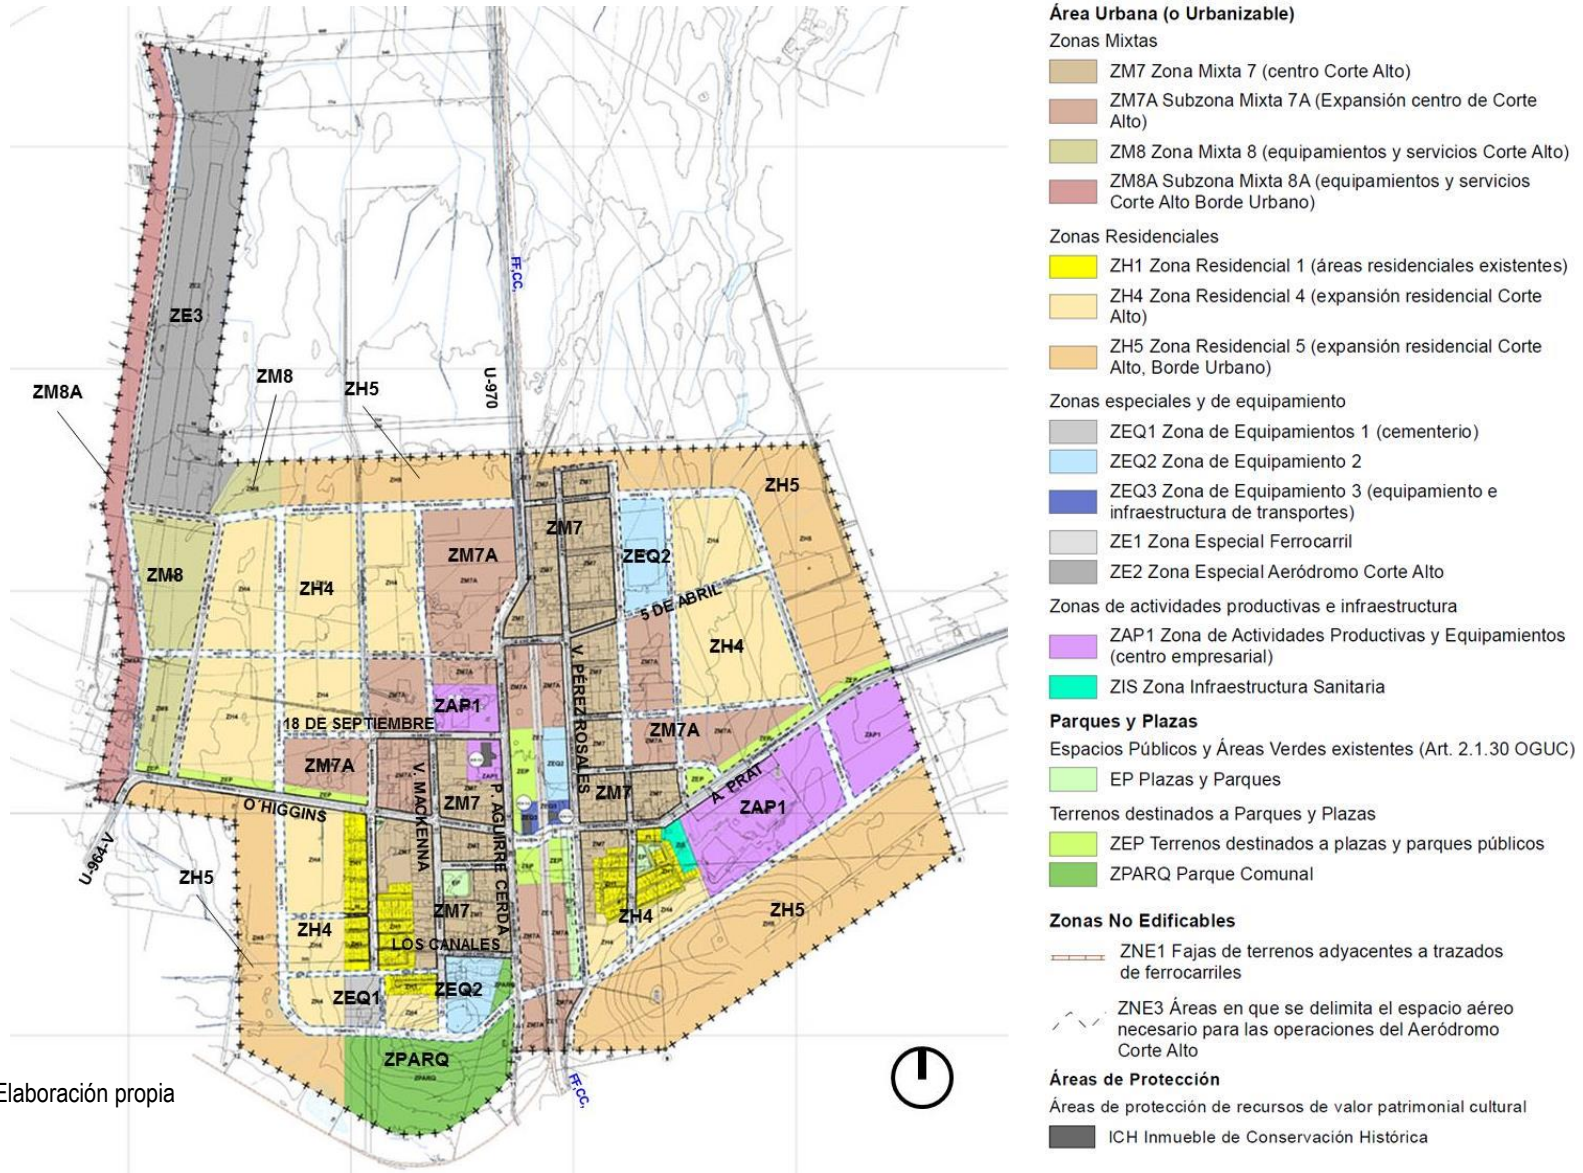 ZE3
ZM8
ZM8A
ZH5
U-970
FF,CC,
ZH5
ZM7
ZM7A
ZEQ2
ZM8
ZH4
5 DE ABRIL
ZH4
V. PÉREZ ROSALES
ZAP1
18 DE SEPTIEMBRE
ZM7A
ZM7A
V. MACKENNA
ZM7
P. AGUIRRE CERDA
ZM7
A. PRAT
ZAP1
O´HIGGINS
U-964-V
ZH5
ZM7
ZH4
ZH5
ZH4
LOS CANALES
ZEQ1
ZEQ2
ZPARQ
FF,CC,
Elaboración propia
Área Urbana (o Urbanizable)
Zonas Mixtas
ZM7 Zona Mixta 7 (centro Corte Alto)
ZM7A Subzona Mixta 7A (Expansión centro de Corte
Alto)
ZM8 Zona Mixta 8 (equipamientos y servicios Corte Alto)
ZM8A Subzona Mixta 8A (equipamientos y servicios
Corte Alto Borde Urbano)
Zonas Residenciales
ZH1 Zona Residencial 1 (áreas residenciales existentes)
ZH4 Zona Residencial 4 (expansión residencial Corte
Alto)
ZH5 Zona Residencial 5 (expansión residencial Corte
Alto, Borde Urbano)
Zonas especiales y de equipamiento
ZEQ1 Zona de Equipamientos 1 (cementerio)
ZEQ2 Zona de Equipamiento 2
ZEQ3 Zona de Equipamiento 3 (equipamiento e
infraestructura de transportes)
ZE1 Zona Especial Ferrocarril
ZE2 Zona Especial Aeródromo Corte Alto
Zonas de actividades productivas e infraestructura
ZAP1 Zona de Actividades Productivas y Equipamientos
(centro empresarial)
ZIS Zona Infraestructura Sanitaria
Parques y Plazas
Espacios Públicos y Áreas Verdes existentes (Art. 2.1.30 OGUC)
EP Plazas y Parques
Terrenos destinados a Parques y Plazas
ZEP Terrenos destinados a plazas y parques públicos
ZPARQ Parque Comunal
Zonas No Edificables
ZNE1 Fajas de terrenos adyacentes a trazados
de ferrocarriles
ZNE3 Áreas en que se delimita el espacio aéreo
necesario para las operaciones del Aeródromo
Corte Alto
Áreas de Protección
Áreas de protección de recursos de valor patrimonial cultural
ICH Inmueble de Conservación Histórica